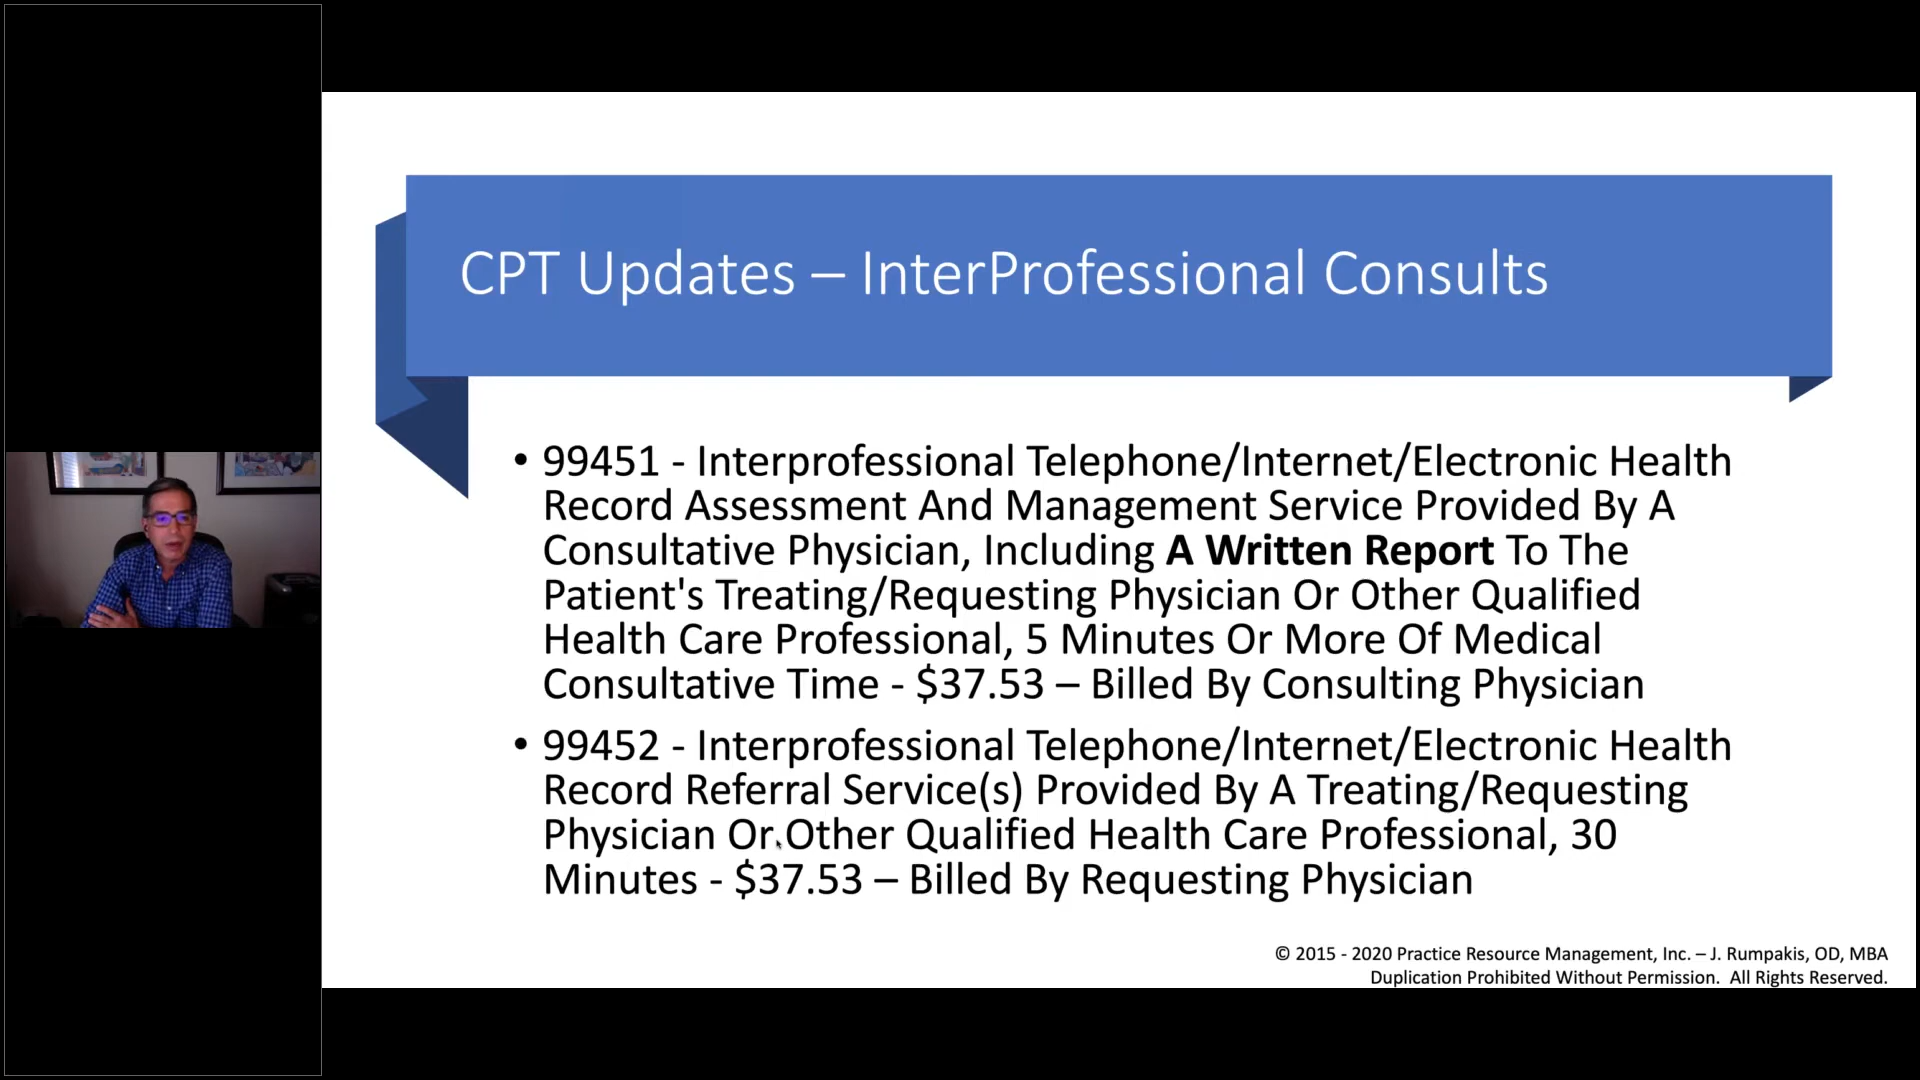 CPT Updates – InterProfessional Consults
• 99451 - Interprofessional Telephone/Internet/Electronic Health
Record Assessment And Management Service Provided By A
Consultative Physician, Including A Written Report To The
Patient's Treating/Requesting Physician Or Other Qualified
Health Care Professional, 5 Minutes Or More Of Medical
Consultative Time - $37.53 – Billed By Consulting Physician
• 99452 - Interprofessional Telephone/Internet/Electronic Health
Record Referral Service(s) Provided By A Treating/Requesting
Physician Or Other Qualified Health Care Professional, 30
Minutes - $37.53 – Billed By Requesting Physician
© 2015 - 2020 Practice Resource Management, Inc. – J. Rumpakis, OD, MBA
Duplication Prohibited Without Permission.  All Rights Reserved.